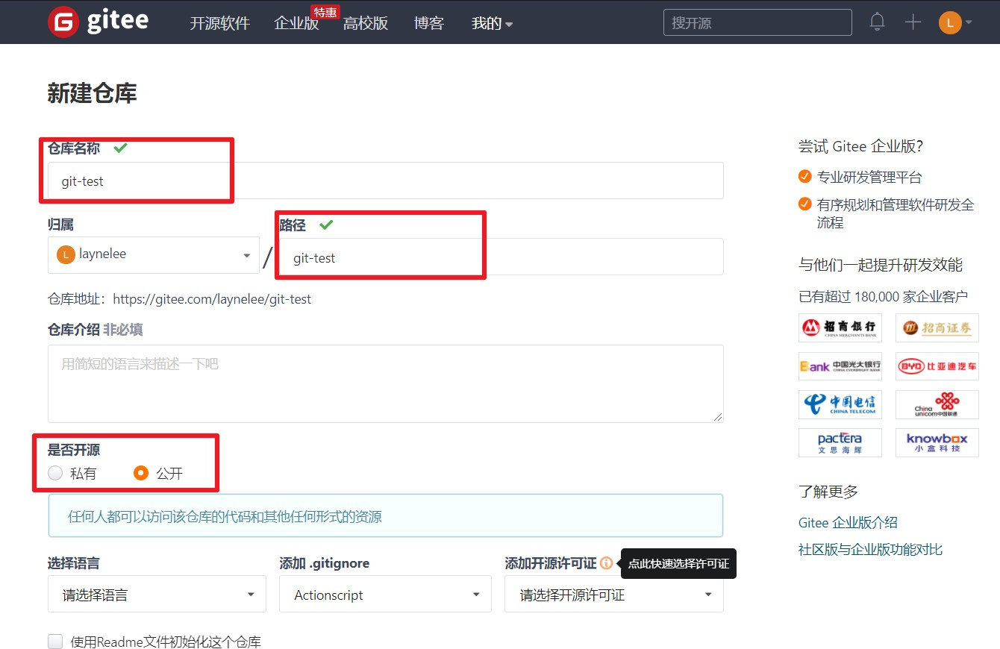 gitee
开源软件 企业版 特惠 高校版 博客 我的 搜开源 L
新建仓库
仓库名称
git-test
归属 路径
L laynelee / git-test
仓库地址：https://gitee.com/laynelee/git-test
仓库介绍 非必填
用简短的语言来描述一下吧
是否开源
私有 公开
任何人都可以访问该仓库的代码和其他任何形式的资源
选择语言 添加 .gitignore 添加开源许可证 点此快速选择许可证
请选择语言 Actionscript 请选择开源许可证
使用Readme文件初始化这个仓库
尝试 Gitee 企业版？
专业研发管理平台
有序规划和管理软件研发全
流程
与他们一起提升研发效能
已有超过 180,000 家企业客户
招商银行
CHINA MERCHANTS BANK
招商证券
Bank 中国光大银行
CHINA EVERBRIGHT BANK
BYD 比亚迪汽车
中国电信
CHINA TELECOM
China
unicom中国联通
pactera
文思海辉
knowbox
小盒科技
了解更多
Gitee 企业版介绍
社区版与企业版功能对比